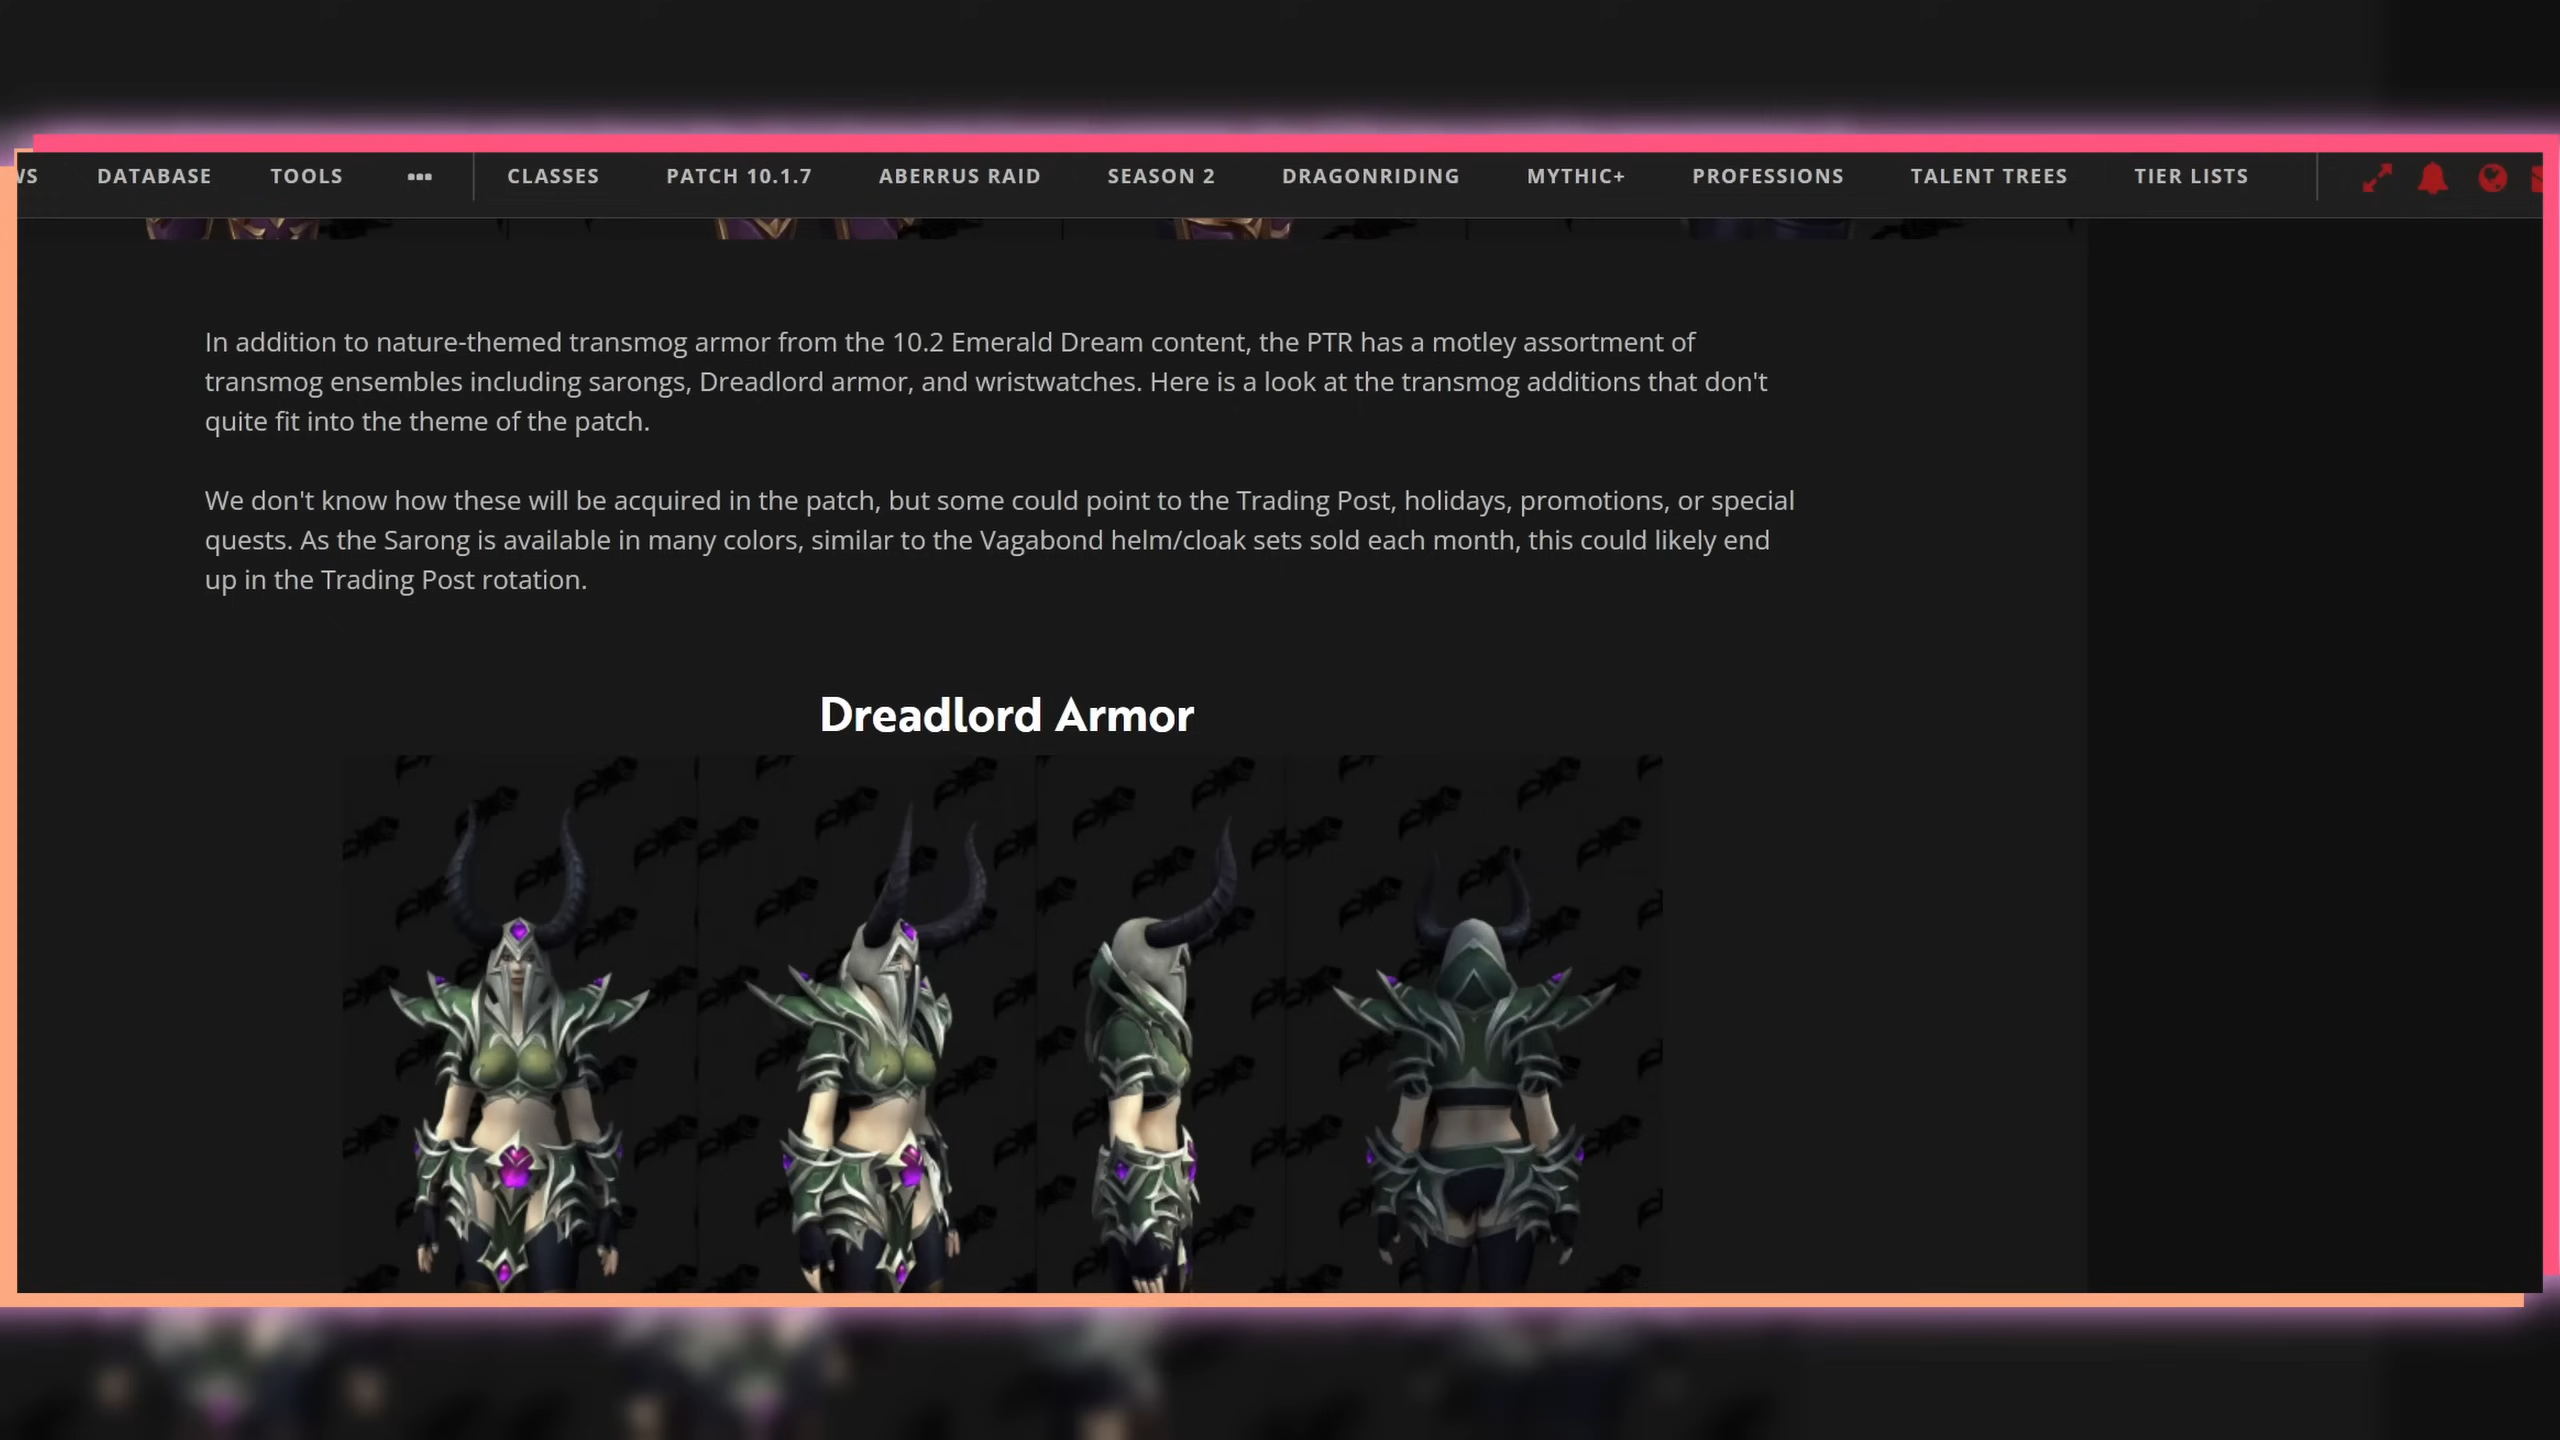 DATABASE TOOLS ••• CLASSES PATCH 10.1.7 ABERRUS RAID SEASON 2 DRAGONRIDING MYTHIC+ PROFESSIONS TALENT TREES TIER LISTS
In addition to nature-themed transmog armor from the 10.2 Emerald Dream content, the PTR has a motley assortment of
transmog ensembles including sarongs, Dreadlord armor, and wristwatches. Here is a look at the transmog additions that don't
quite fit into the theme of the patch.
We don't know how these will be acquired in the patch, but some could point to the Trading Post, holidays, promotions, or special
quests. As the Sarong is available in many colors, similar to the Vagabond helm/cloak sets sold each month, this could likely end
up in the Trading Post rotation.
Dreadlord Armor